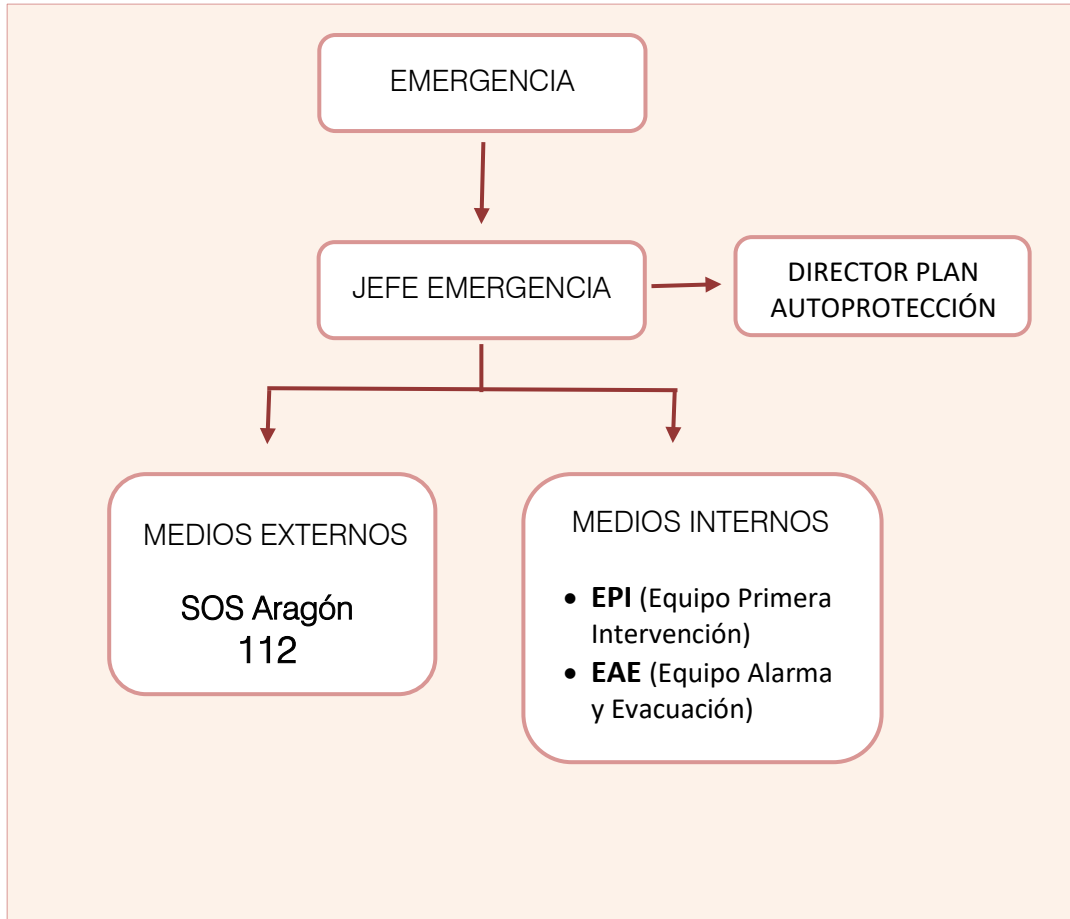 EMERGENCIA
JEFE EMERGENCIA
DIRECTOR PLAN
AUTOPROTECCIÓN
MEDIOS EXTERNOS
SOS Aragón
112
MEDIOS INTERNOS
• EPI (Equipo Primera
Intervención)
• EAE (Equipo Alarma
y Evacuación)